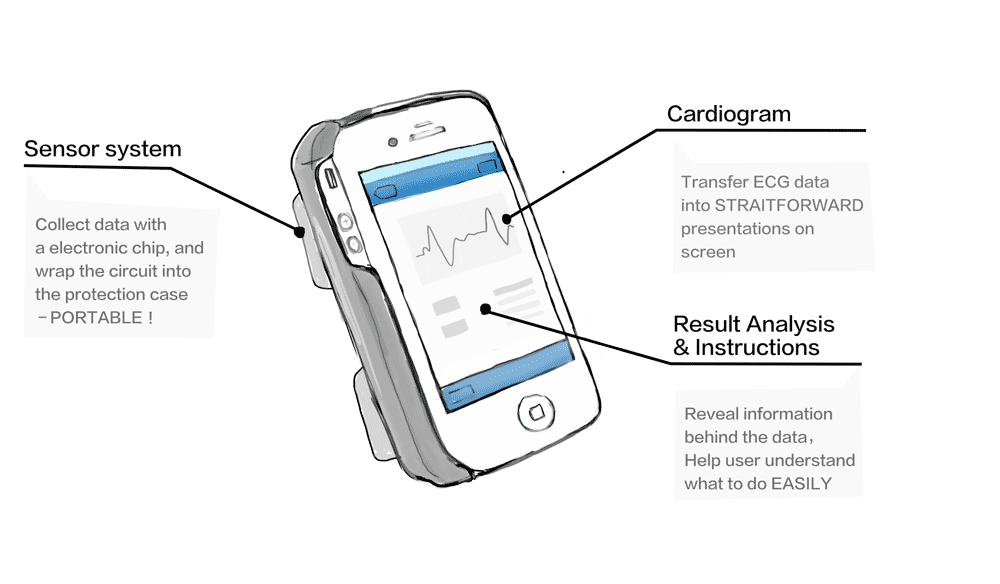 Sensor system
Collect data with
a electronic chip, and
wrap the circuit into
the protection case
–PORTABLE！
Cardiogram
Transfer ECG data
into STRAITFORWARD
presentations on
screen
Result Analysis
& Instructions
Reveal information
behind the data，
Help user understand
what to do EASILY